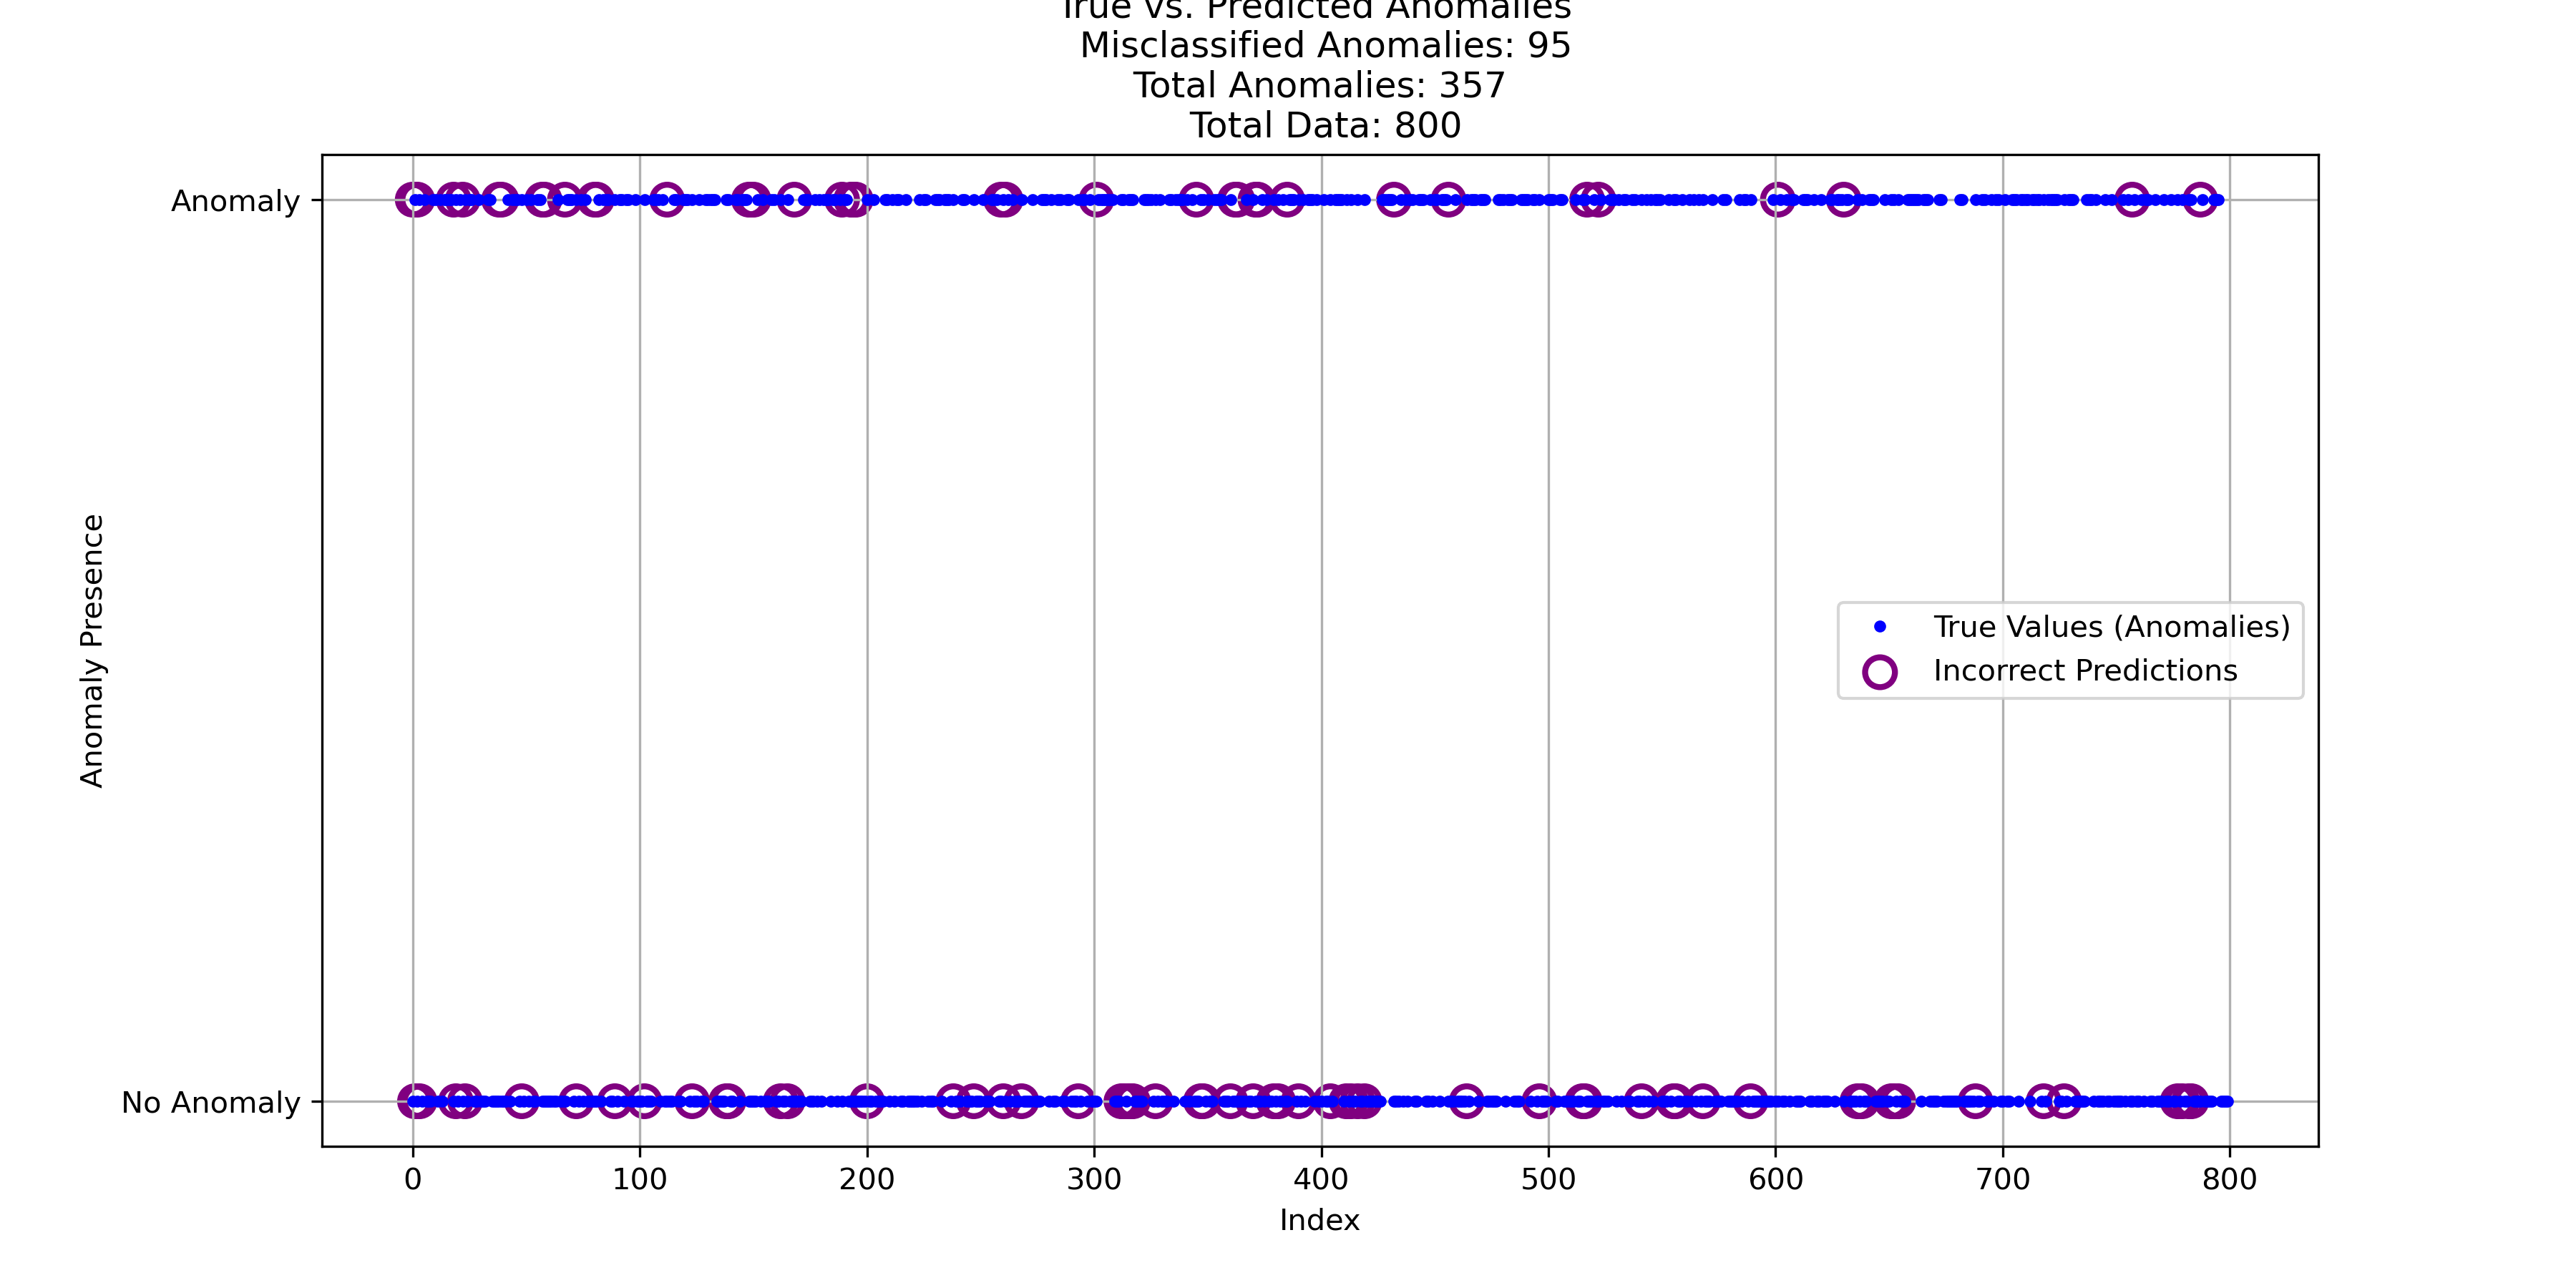 True vs. Predicted Anomalies
Misclassified Anomalies: 95
Total Anomalies: 357
Total Data: 800
Anomaly
Anomaly Presence
True Values (Anomalies)
Incorrect Predictions
No Anomaly
0 100 200 300 400 500 600 700 800
Index